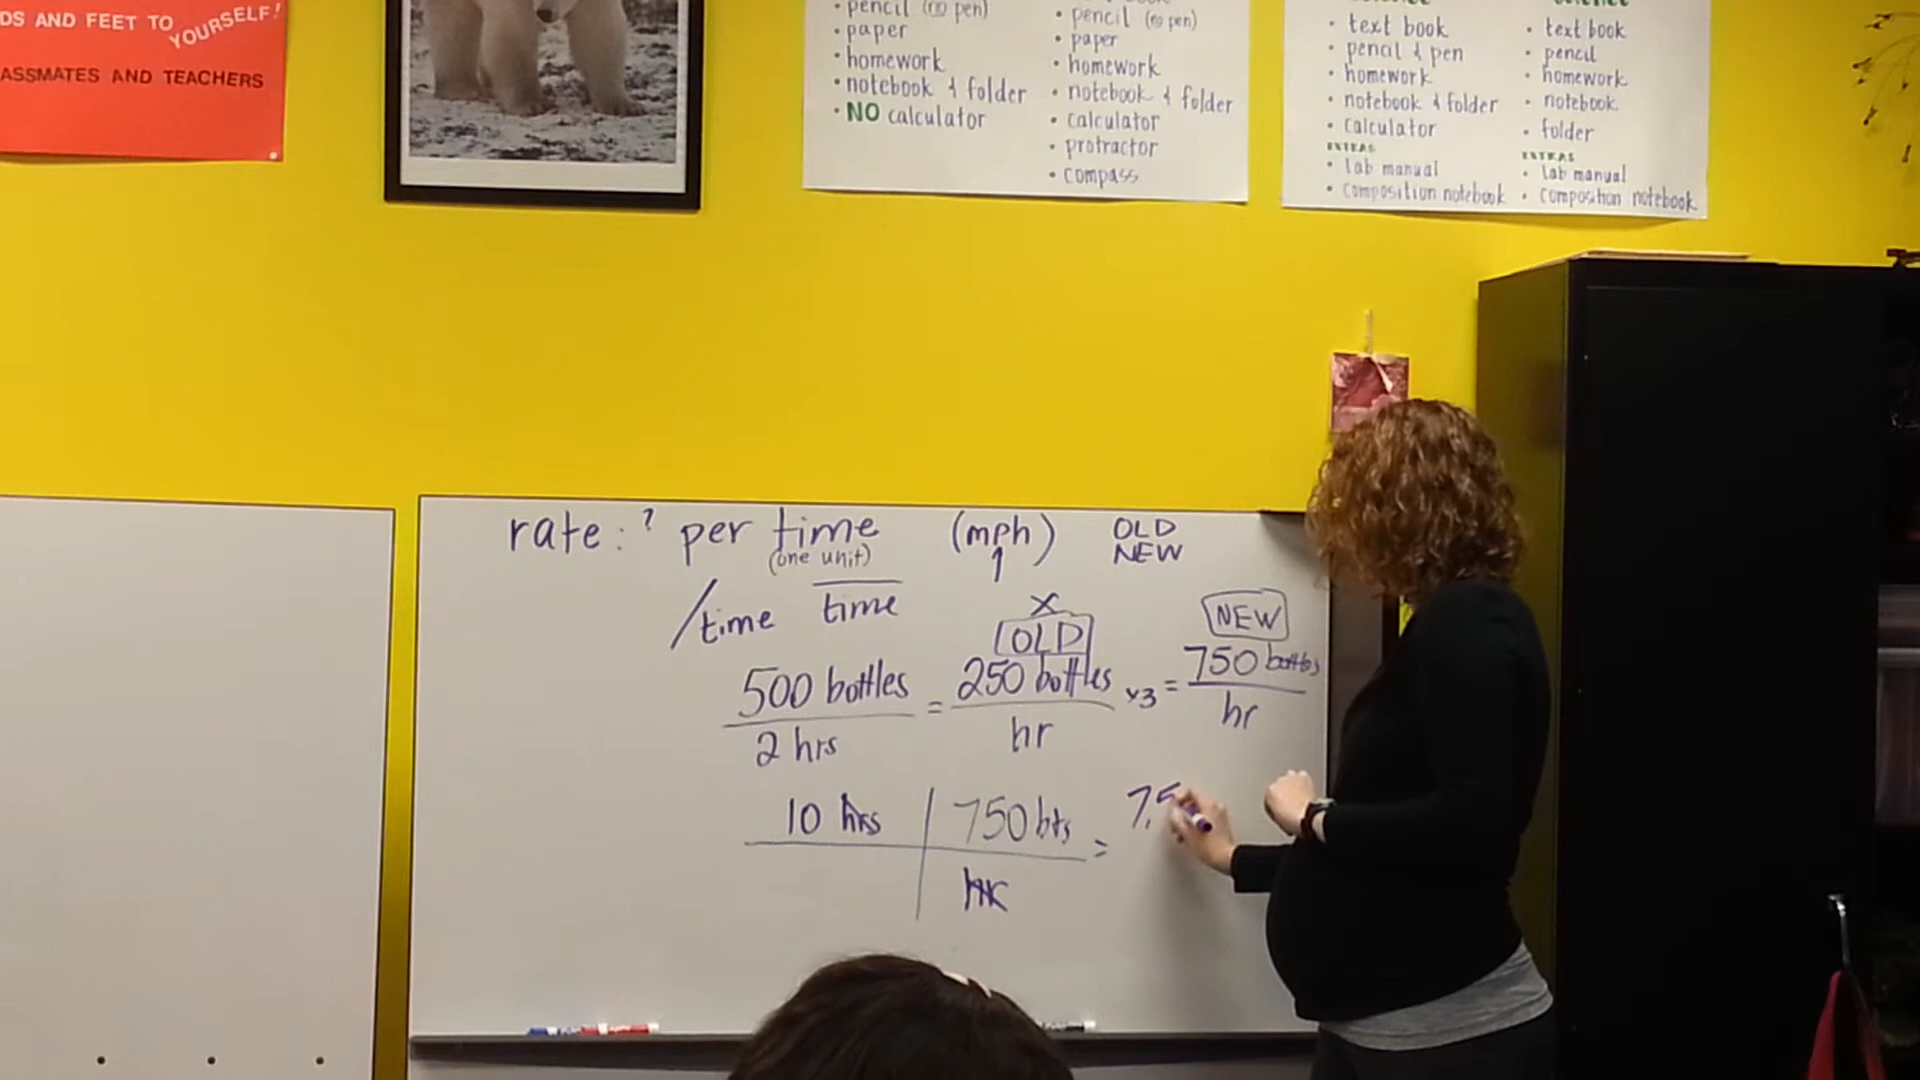 DS AND FEET TO YOURSELF!
ASSMATES AND TEACHERS
• pencil (no pen)
• paper
• homework
• notebook & folder
• NO calculator
• pencil (no pen)
• paper
• homework
• notebook & folder
• calculator
• protractor
• compass
• text book
• pencil & pen
• homework
• notebook & folder
• calculator
EXTRAS
• lab manual
• composition notebook
• text book
• pencil
• homework
• notebook
• folder
EXTRAS
• lab manual
• composition notebook
rate: ? per time (mph) OLD
(one unit) NEW
/time time
X
OLD NEW
500 bottles = 250 bottles x3 = 750 bottles
2 hrs hr hr
10 hrs 750 bts = 7,5
hr